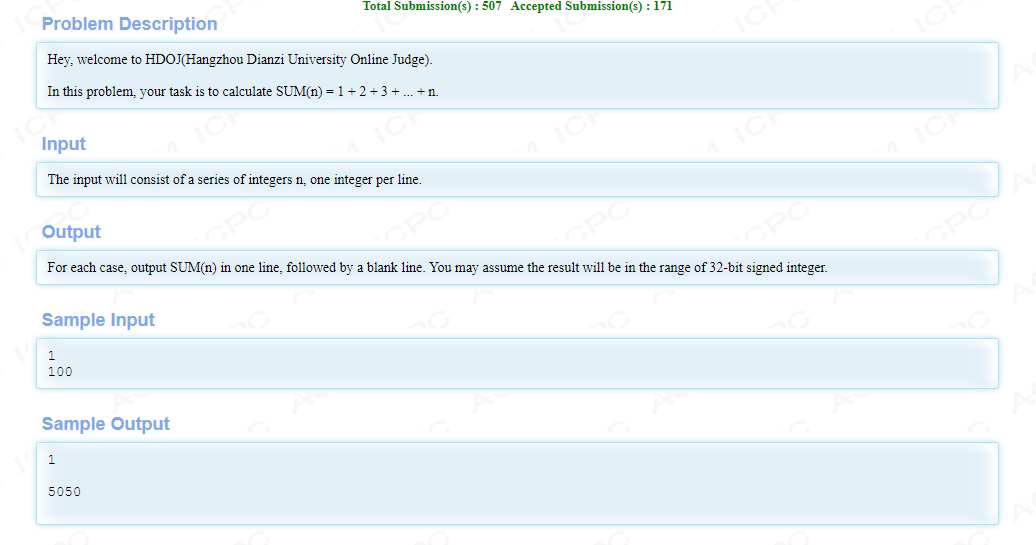 Total Submission(s) : 507   Accepted Submission(s) : 171
Problem Description
Hey, welcome to HDOJ(Hangzhou Dianzi University Online Judge).
In this problem, your task is to calculate SUM(n) = 1 + 2 + 3 + ... + n.
Input
The input will consist of a series of integers n, one integer per line.
Output
For each case, output SUM(n) in one line, followed by a blank line. You may assume the result will be in the range of 32-bit signed integer.
Sample Input
1
100
Sample Output
1
5050